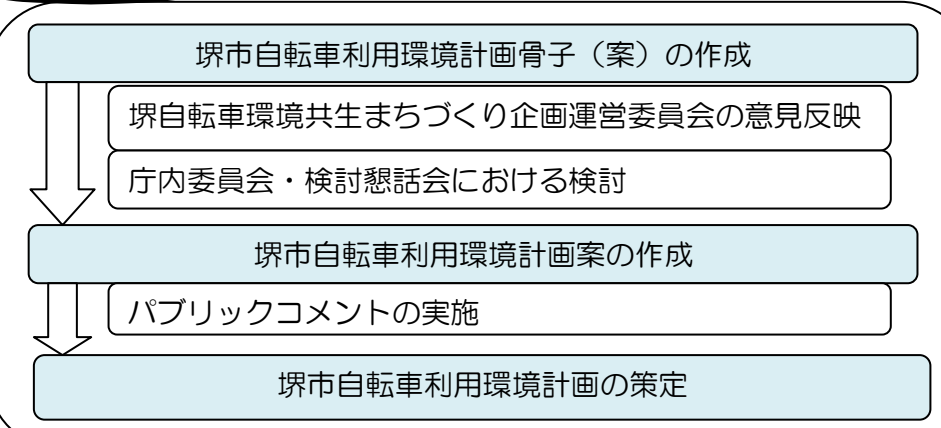 堺市自転車利用環境計画骨子（案）の作成
堺自転車環境共生まちづくり企画運営委員会の意見反映
庁内委員会・検討懇話会における検討
堺市自転車利用環境計画案の作成
パブリックコメントの実施
堺市自転車利用環境計画の策定